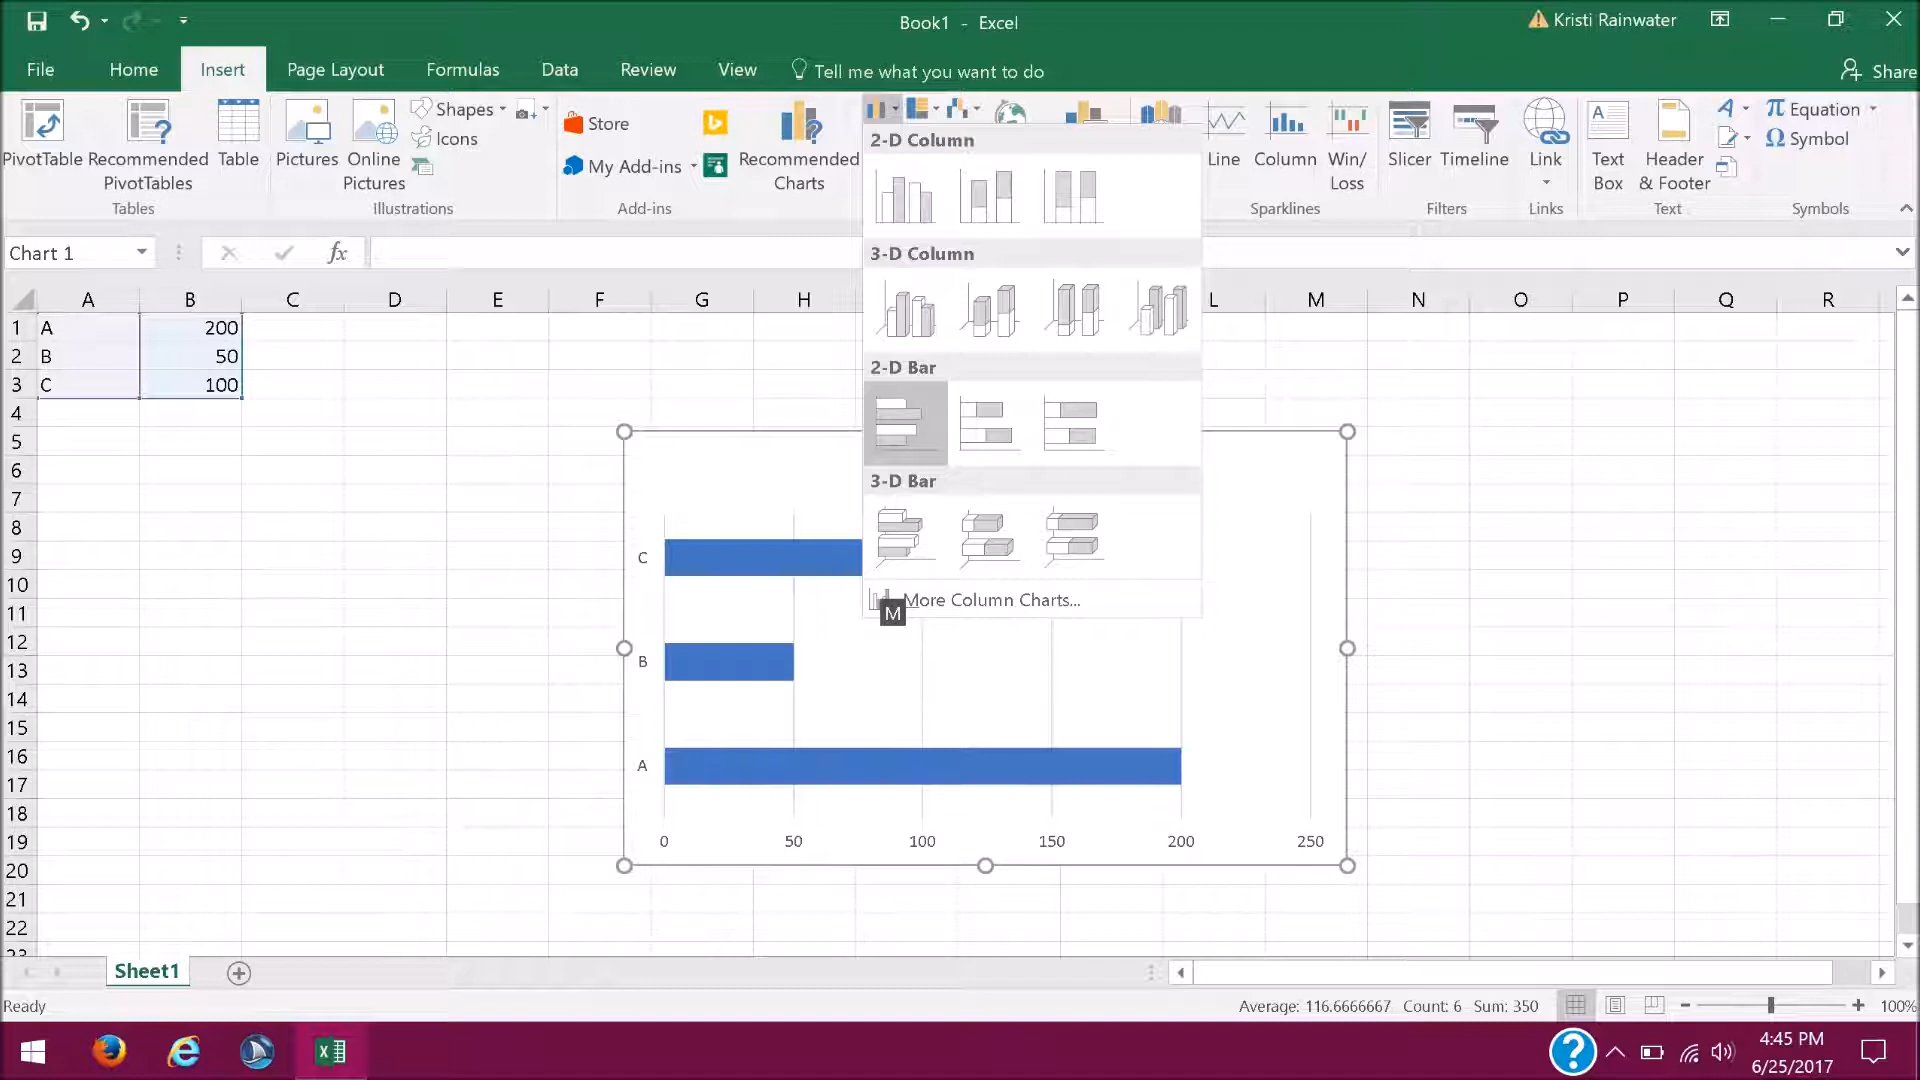 Book1 - Excel
Kristi Rainwater
File Home Insert Page Layout Formulas Data Review View Tell me what you want to do Share
PivotTable
Recommended
PivotTables
Table
Tables
Pictures
Online
Pictures
Shapes
Icons
Illustrations
Store
My Add-ins
Add-ins
Recommended
Charts
Line
Column
Win/
Loss
Sparklines
Slicer
Timeline
Filters
Link
Links
Text
Box
Header
& Footer
Text
Equation
Symbol
Symbols
2-D Column
3-D Column
2-D Bar
3-D Bar
More Column Charts...
M
Chart 1
fx
A B C D E F G H L M N O P Q R
1 A 200
2 B 50
3 C 100
4
5
6
7
8
9
10
11
12
13
14
15
16
17
18
19
20
21
22
23
C
B
A
0 50 100 150 200 250
Sheet1
Ready
Average: 116.6666667 Count: 6 Sum: 350
100%
4:45 PM
6/25/2017